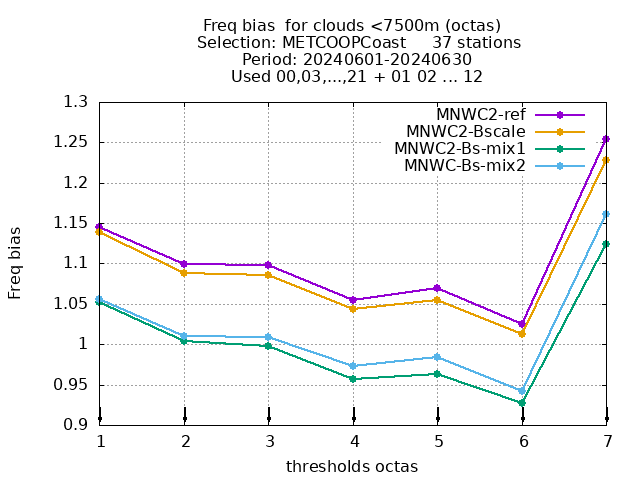 Freq bias  for clouds <7500m (octas)
Selection: METCOOPCoast     37 stations
Period: 20240601-20240630
Used 00,03,...,21 + 01 02 ... 12
MNWC2-ref
MNWC2-Bscale
MNWC2-Bs-mix1
MNWC-Bs-mix2
1.3
1.25
1.2
1.15
1.1
1.05
1
0.95
0.9
Freq bias
1 2 3 4 5 6 7
thresholds octas